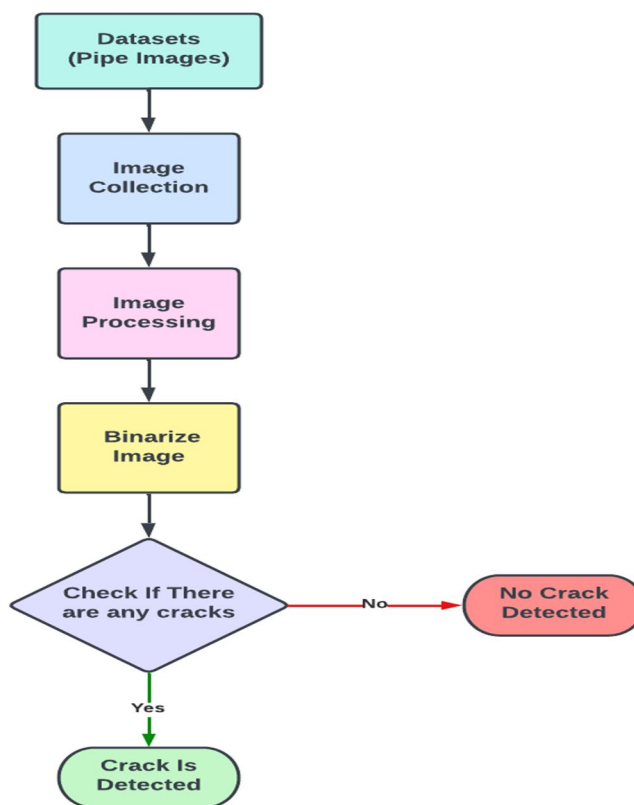 Datasets
(Pipe Images)
Image
Collection
Image
Processing
Binarize
Image
Check If There
are any cracks
No
No Crack
Detected
Yes
Crack Is
Detected